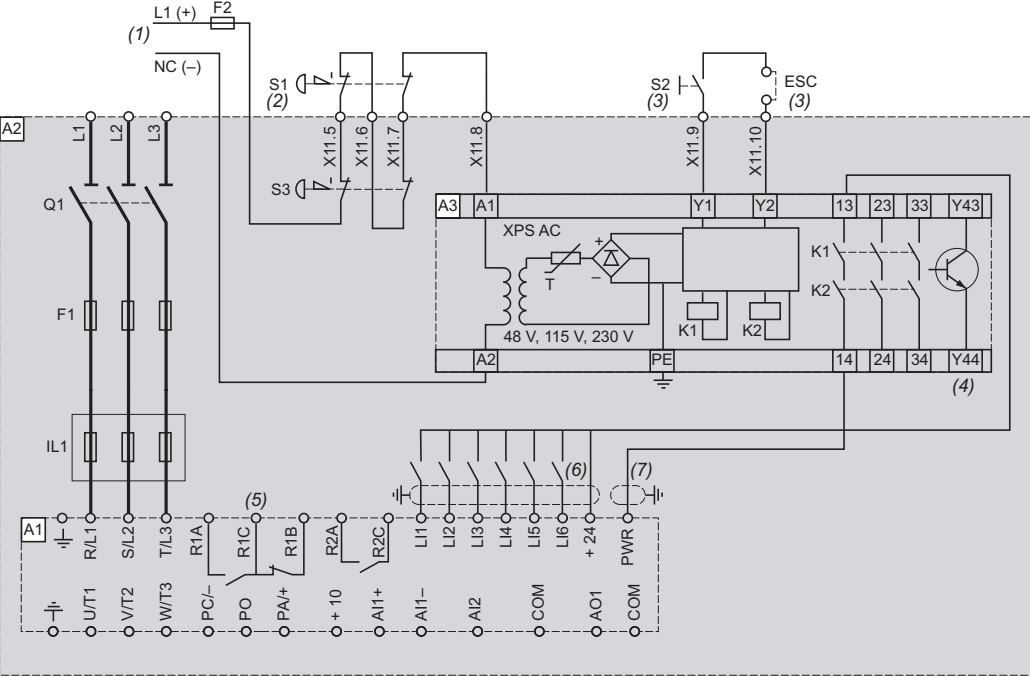 L1 (+)
F2
(1)
NC (–)
S1
(2)
S2
(3)
ESC
(3)
A2
L1
L2
L3
X11.5
X11.6
X11.7
X11.8
X11.9
X11.10
Q1
S3
A3
A1
Y1
Y2
13
23
33
Y43
XPS AC
+
–
T
K1
K2
K1
K2
48 V, 115 V, 230 V
F1
A2
PE
14
24
34
Y44
(4)
IL1
(5)
(6)
(7)
A1
R/L1
S/L2
T/L3
R1A
R1C
R1B
R2A
R2C
LI1
LI2
LI3
LI4
LI5
LI6
+ 24
PWR
U/T1
V/T2
W/T3
PC/–
PO
PA/+
+ 10
AI1+
AI1–
AI2
COM
AO1
COM